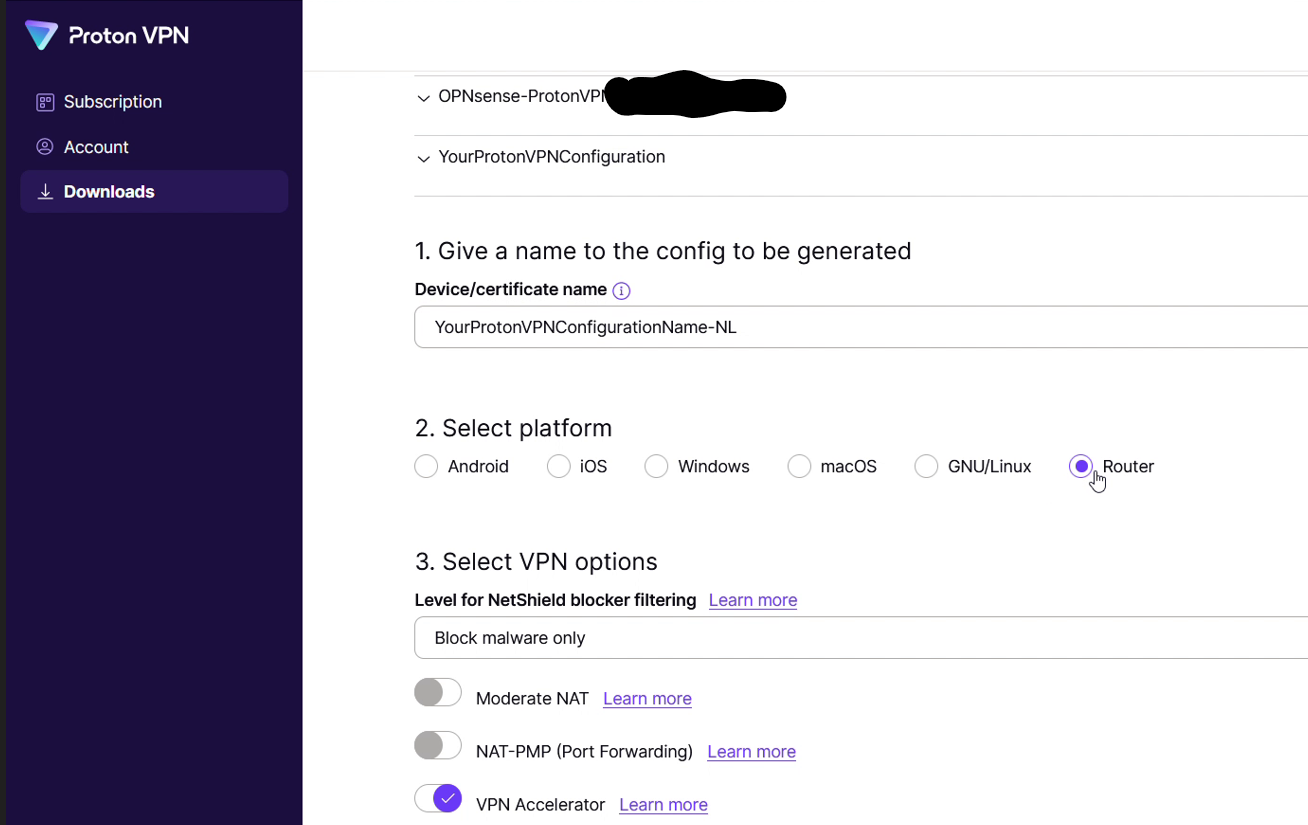 Proton VPN
Subscription
Account
Downloads
OPNsense-ProtonVPN
YourProtonVPNConfiguration
1. Give a name to the config to be generated
Device/certificate name
YourProtonVPNConfigurationName-NL
2. Select platform
Android iOS Windows macOS GNU/Linux Router
3. Select VPN options
Level for NetShield blocker filtering Learn more
Block malware only
Moderate NAT Learn more
NAT-PMP (Port Forwarding) Learn more
VPN Accelerator Learn more